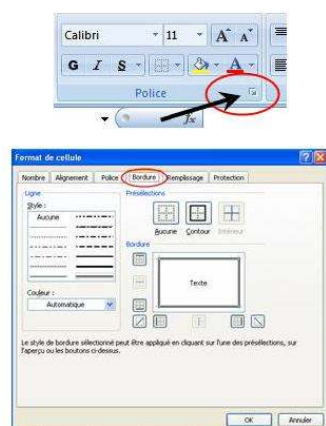 Calibri 11 A A
G I S A
Police
fx
Format de cellule
Nombre Alignement Police Bordure Remplissage Protection
Ligne
Présélections
Style :
Aucune
Aucune Contour Intérieur
Bordure
Texte
Couleur :
Automatique
Le style de bordure sélectionné peut être appliqué en cliquant sur l'une des présélections, sur
l'aperçu ou les boutons ci-dessus.
OK Annuler